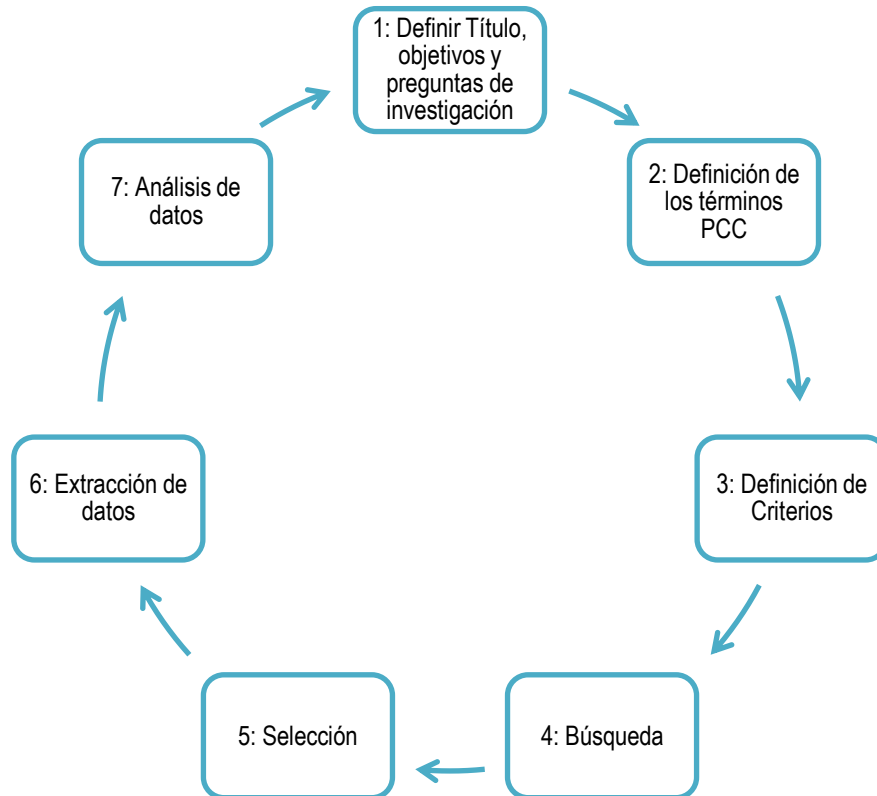 1: Definir Título,
objetivos y
preguntas de
investigación
2: Definición de
los términos
PCC
3: Definición de
Criterios
4: Búsqueda
5: Selección
6: Extracción de
datos
7: Análisis de
datos